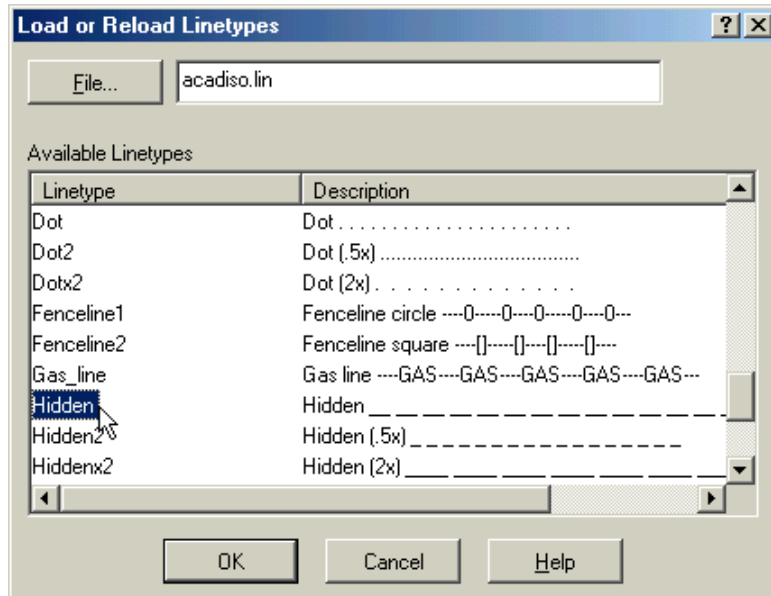 Load or Reload Linetypes
File... acadiso.lin
Available Linetypes
Linetype Description
Dot Dot . . . . . . . . . . . . . . . . . . . . . .
Dot2 Dot (.5x) ....................................
Dotx2 Dot (2x) . . . . . . . . . . . . . .
Fenceline1 Fenceline circle ----0-----0----0-----0----0---
Fenceline2 Fenceline square ----[]-----[]----[]-----[]----
Gas_line Gas line ----GAS----GAS----GAS----GAS----GAS---
Hidden Hidden __ __ __ __ __ __ __ __ __ __ __ __ __ __
Hidden2 Hidden (.5x) _ _ _ _ _ _ _ _ _ _ _ _ _ _ _ _ _
Hiddenx2 Hidden (2x) ____ ____ ____ ____ ____ ____ ____
OK Cancel Help